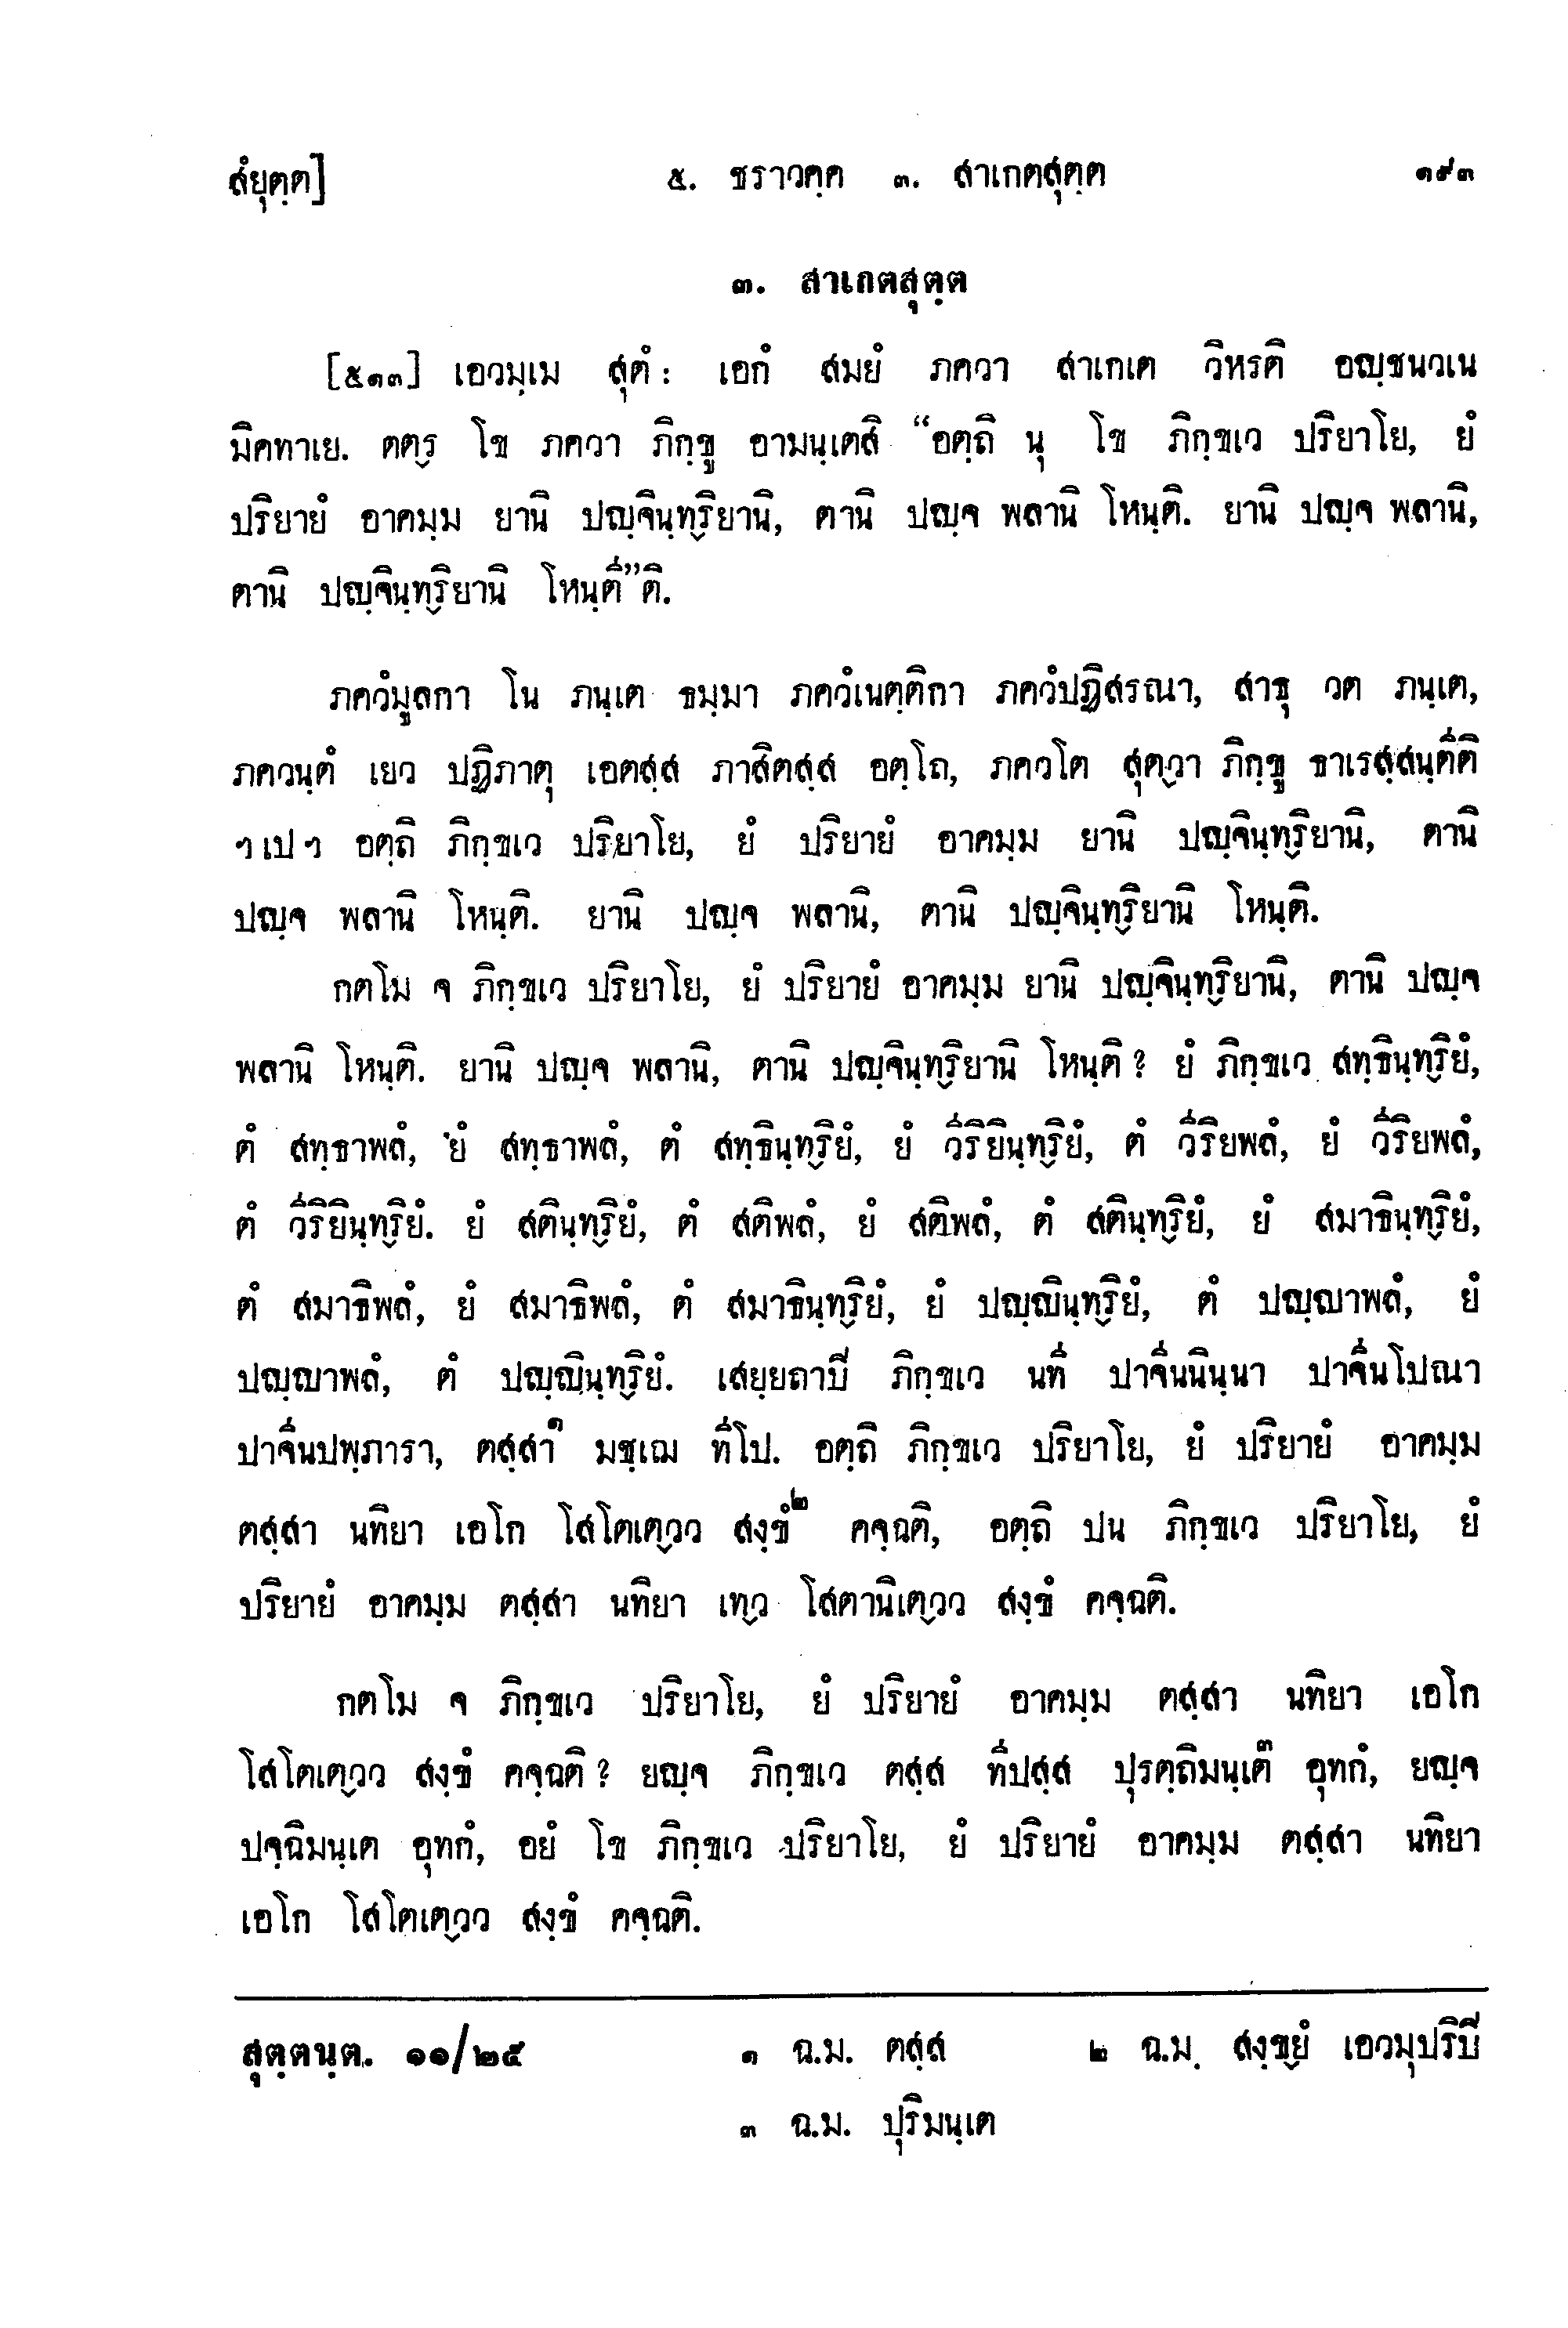 สํยุตฺต]	๕. ชราวคฺค ๓. สาเกตสุตฺต	๑๙๓
๓. สาเกตสุตฺต
[๕๑๓] เอวมฺเม สุตํ: เอกํ สมยํ ภควา สาเกเต วิหรติ อญฺชนวเน
มิคทาเย. ตตฺร โข ภควา ภิกฺขู อามนฺเตสิ “อตฺถิ นุ โข ภิกฺขเว ปริยาโย, ยํ
ปริยายํ อาคมฺม ยานิ ปญฺจินฺทฺริยานิ, ตานิ ปญฺจ พลานิ โหนฺติ. ยานิ ปญฺจ พลานิ,
ตานิ ปญฺจินฺทฺริยานิ โหนฺตี”ติ.
ภควํมูลกา โน ภนฺเต ธมฺมา ภควํเนตฺติกา ภควํปฏิสรณา, สาธุ วต ภนฺเต,
ภควนฺตํ เยว ปฏิภาตุ เอตสฺส ภาสิตสฺส อตฺโถ, ภควโต สุตฺวา ภิกฺขู ธาเรสฺสนฺตีติ
ฯเปฯ อตฺถิ ภิกฺขเว ปริยาโย, ยํ ปริยายํ อาคมฺม ยานิ ปญฺจินฺทฺริยานิ, ตานิ
ปญฺจ พลานิ โหนฺติ. ยานิ ปญฺจ พลานิ, ตานิ ปญฺจินฺทฺริยานิ โหนฺติ.
กตโม จ ภิกฺขเว ปริยาโย, ยํ ปริยายํ อาคมฺม ยานิ ปญฺจินฺทฺริยานิ, ตานิ ปญฺจ
พลานิ โหนฺติ. ยานิ ปญฺจ พลานิ, ตานิ ปญฺจินฺทฺริยานิ โหนฺติ? ยํ ภิกฺขเว สทฺธินฺทฺริยํ,
ตํ สทฺธาพลํ, ยํ สทฺธาพลํ, ตํ สทฺธินฺทฺริยํ, ยํ วีริยินฺทฺริยํ, ตํ วีริยพลํ, ยํ วีริยพลํ,
ตํ วีริยินฺทฺริยํ. ยํ สตินฺทฺริยํ, ตํ สติพลํ, ยํ สติพลํ, ตํ สตินฺทฺริยํ, ยํ สมาธินฺทฺริยํ,
ตํ สมาธิพลํ, ยํ สมาธิพลํ, ตํ สมาธินฺทฺริยํ, ยํ ปญฺญินฺทฺริยํ, ตํ ปญฺญาพลํ, ยํ
ปญฺญาพลํ, ตํ ปญฺญินฺทฺริยํ. เสยฺยถาปี ภิกฺขเว นที ปาจีนนินฺนา ปาจีนโปณา
ปาจีนปพฺภารา, ตสฺสา๑ มชฺเฌ ทีโป. อตฺถิ ภิกฺขเว ปริยาโย, ยํ ปริยายํ อาคมฺม
ตสฺสา นทิยา เอโก โสโตเตฺวว สงฺขํ๒ คจฺฉติ, อตฺถิ ปน ภิกฺขเว ปริยาโย, ยํ
ปริยายํ อาคมฺม ตสฺสา นทิยา เทฺว โสตานิเตฺวว สงฺขํ คจฺฉติ.
กตโม จ ภิกฺขเว ปริยาโย, ยํ ปริยายํ อาคมฺม ตสฺสา นทิยา เอโก
โสโตเตฺวว สงฺขํ คจฺฉติ? ยญฺจ ภิกฺขเว ตสฺส ทีปสฺส ปุรตฺถิมนฺเต๓ อุทกํ, ยญฺจ
ปจฺฉิมนฺเต อุทกํ, อยํ โข ภิกฺขเว ปริยาโย, ยํ ปริยายํ อาคมฺม ตสฺสา นทิยา
เอโก โสโตเตฺวว สงฺขํ คจฺฉติ.
สุตฺตนฺต. ๑๑/๒๕	๑ ฉ.ม. ตสฺส	๒ ฉ.ม. สงฺขฺยํ เอวมุปริปี
๓ ฉ.ม. ปุริมนฺเต